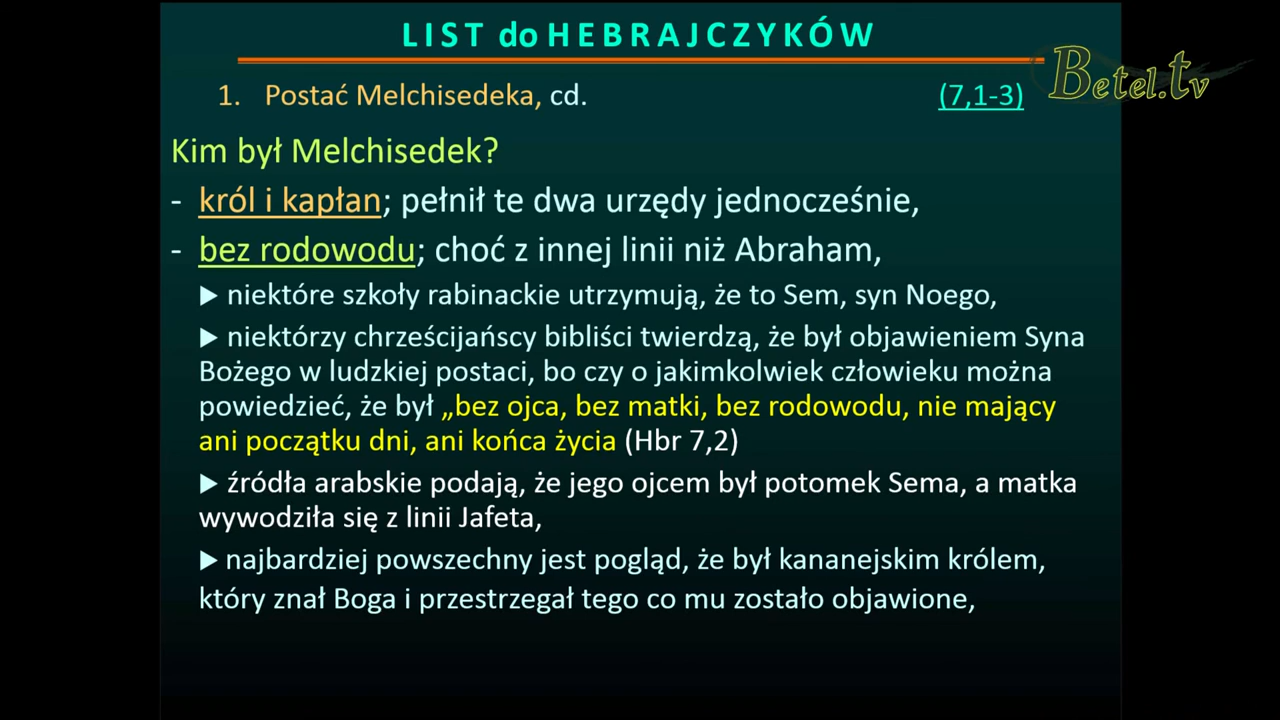 LIST do HEBRAJCZYKÓW
Betel.tv
1. Postać Melchisedeka, cd. (7,1-3)
Kim był Melchisedek?
- król i kapłan; pełnił te dwa urzędy jednocześnie,
- bez rodowodu; choć z innej linii niż Abraham,
▶ niektóre szkoły rabinackie utrzymują, że to Sem, syn Noego,
▶ niektórzy chrześcijańscy bibliści twierdzą, że był objawieniem Syna
Bożego w ludzkiej postaci, bo czy o jakimkolwiek człowieku można
powiedzieć, że był „bez ojca, bez matki, bez rodowodu, nie mający
ani początku dni, ani końca życia (Hbr 7,2)
▶ źródła arabskie podają, że jego ojcem był potomek Sema, a matka
wywodziła się z linii Jafeta,
▶ najbardziej powszechny jest pogląd, że był kananejskim królem,
który znał Boga i przestrzegał tego co mu zostało objawione,